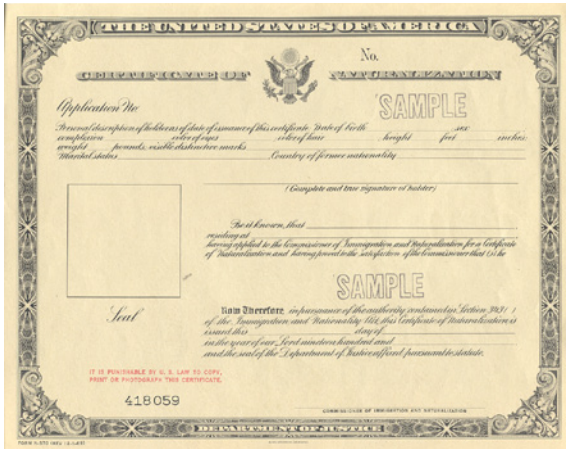 THE UNITED STATES OF AMERICA
No.
CERTIFICATE OF NATURALIZATION
Application No
SAMPLE
Personal description of holder as of date of issuance of this certificate Date of birth sex
complexion color of eyes color of hair height feet inches
weight pounds, visible distinctive marks
Marital status Country of former nationality
(Complete and true signature of holder)
Be it known, that
residing at
having applied to the Commissioner of Immigration and Naturalization for a Certificate
of Naturalization and having proved to the satisfaction of the Commissioner that (s)he
SAMPLE
Seal
Now Therefore, in pursuance of the authority contained in Section
of the Immigration and Nationality Act, this Certificate of Naturalization is
issued this day of
in the year of our Lord nineteen hundred and
and the seal of the Department of Justice affixed pursuant to statute.
IT IS PUNISHABLE BY U. S. LAW TO COPY,
PRINT OR PHOTOGRAPH THIS CERTIFICATE.
418059
COMMISSIONER OF IMMIGRATION AND NATURALIZATION
DEPARTMENT OF JUSTICE